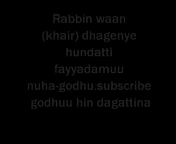 Rabbin waan
(khair) dhagenye
hundatti
fayyadamuu
nuha-godhu.subscribe
godhuu hin dagattina